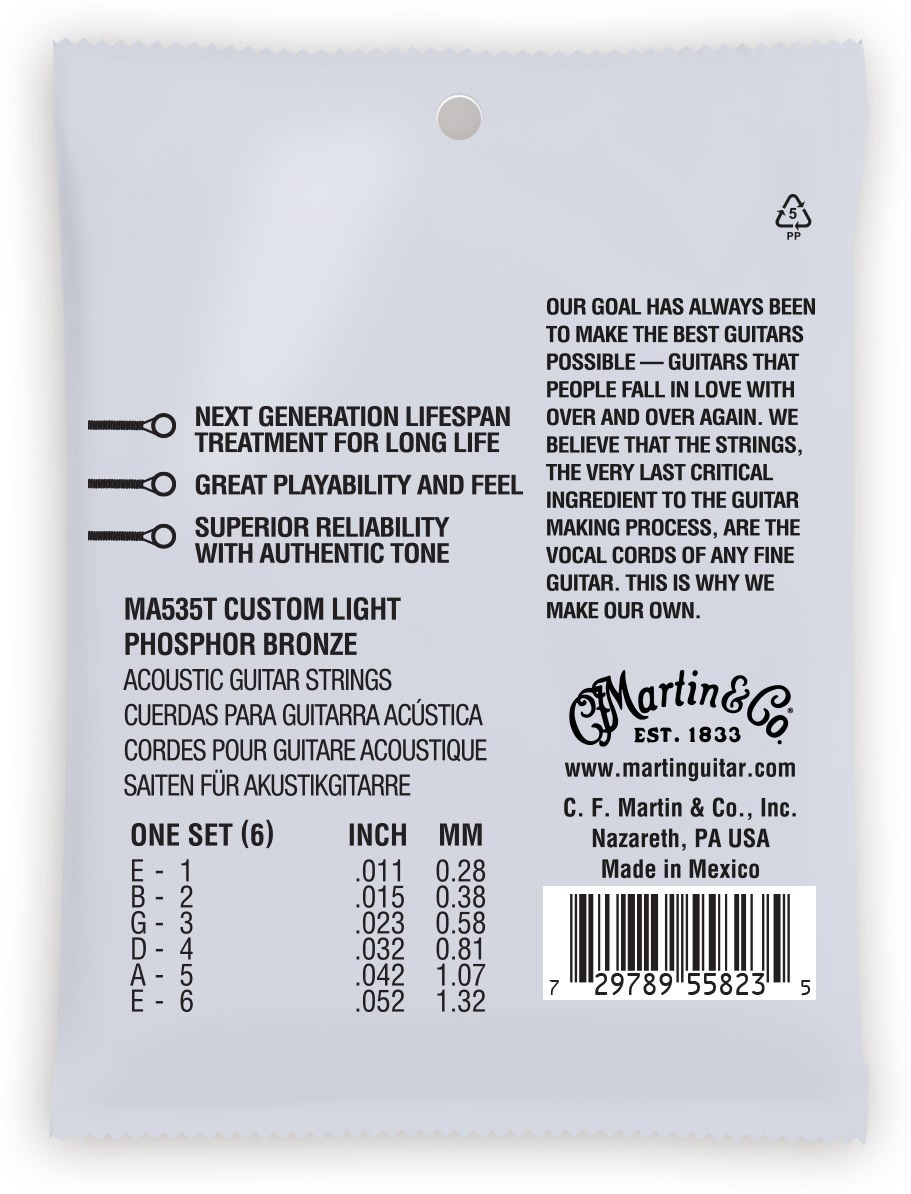 5
PP
OUR GOAL HAS ALWAYS BEEN
TO MAKE THE BEST GUITARS
POSSIBLE — GUITARS THAT
PEOPLE FALL IN LOVE WITH
OVER AND OVER AGAIN. WE
BELIEVE THAT THE STRINGS,
THE VERY LAST CRITICAL
INGREDIENT TO THE GUITAR
MAKING PROCESS, ARE THE
VOCAL CORDS OF ANY FINE
GUITAR. THIS IS WHY WE
MAKE OUR OWN.
NEXT GENERATION LIFESPAN
TREATMENT FOR LONG LIFE
GREAT PLAYABILITY AND FEEL
SUPERIOR RELIABILITY
WITH AUTHENTIC TONE
MA535T CUSTOM LIGHT
PHOSPHOR BRONZE
ACOUSTIC GUITAR STRINGS
CUERDAS PARA GUITARRA ACÚSTICA
CORDES POUR GUITARE ACOUSTIQUE
SAITEN FÜR AKUSTIKGITARRE
ONE SET (6) INCH MM
E - 1 .011 0.28
B - 2 .015 0.38
G - 3 .023 0.58
D - 4 .032 0.81
A - 5 .042 1.07
E - 6 .052 1.32
CF Martin & Co.®
EST. 1833
www.martinguitar.com
C. F. Martin & Co., Inc.
Nazareth, PA USA
Made in Mexico
7 29789 55823 5